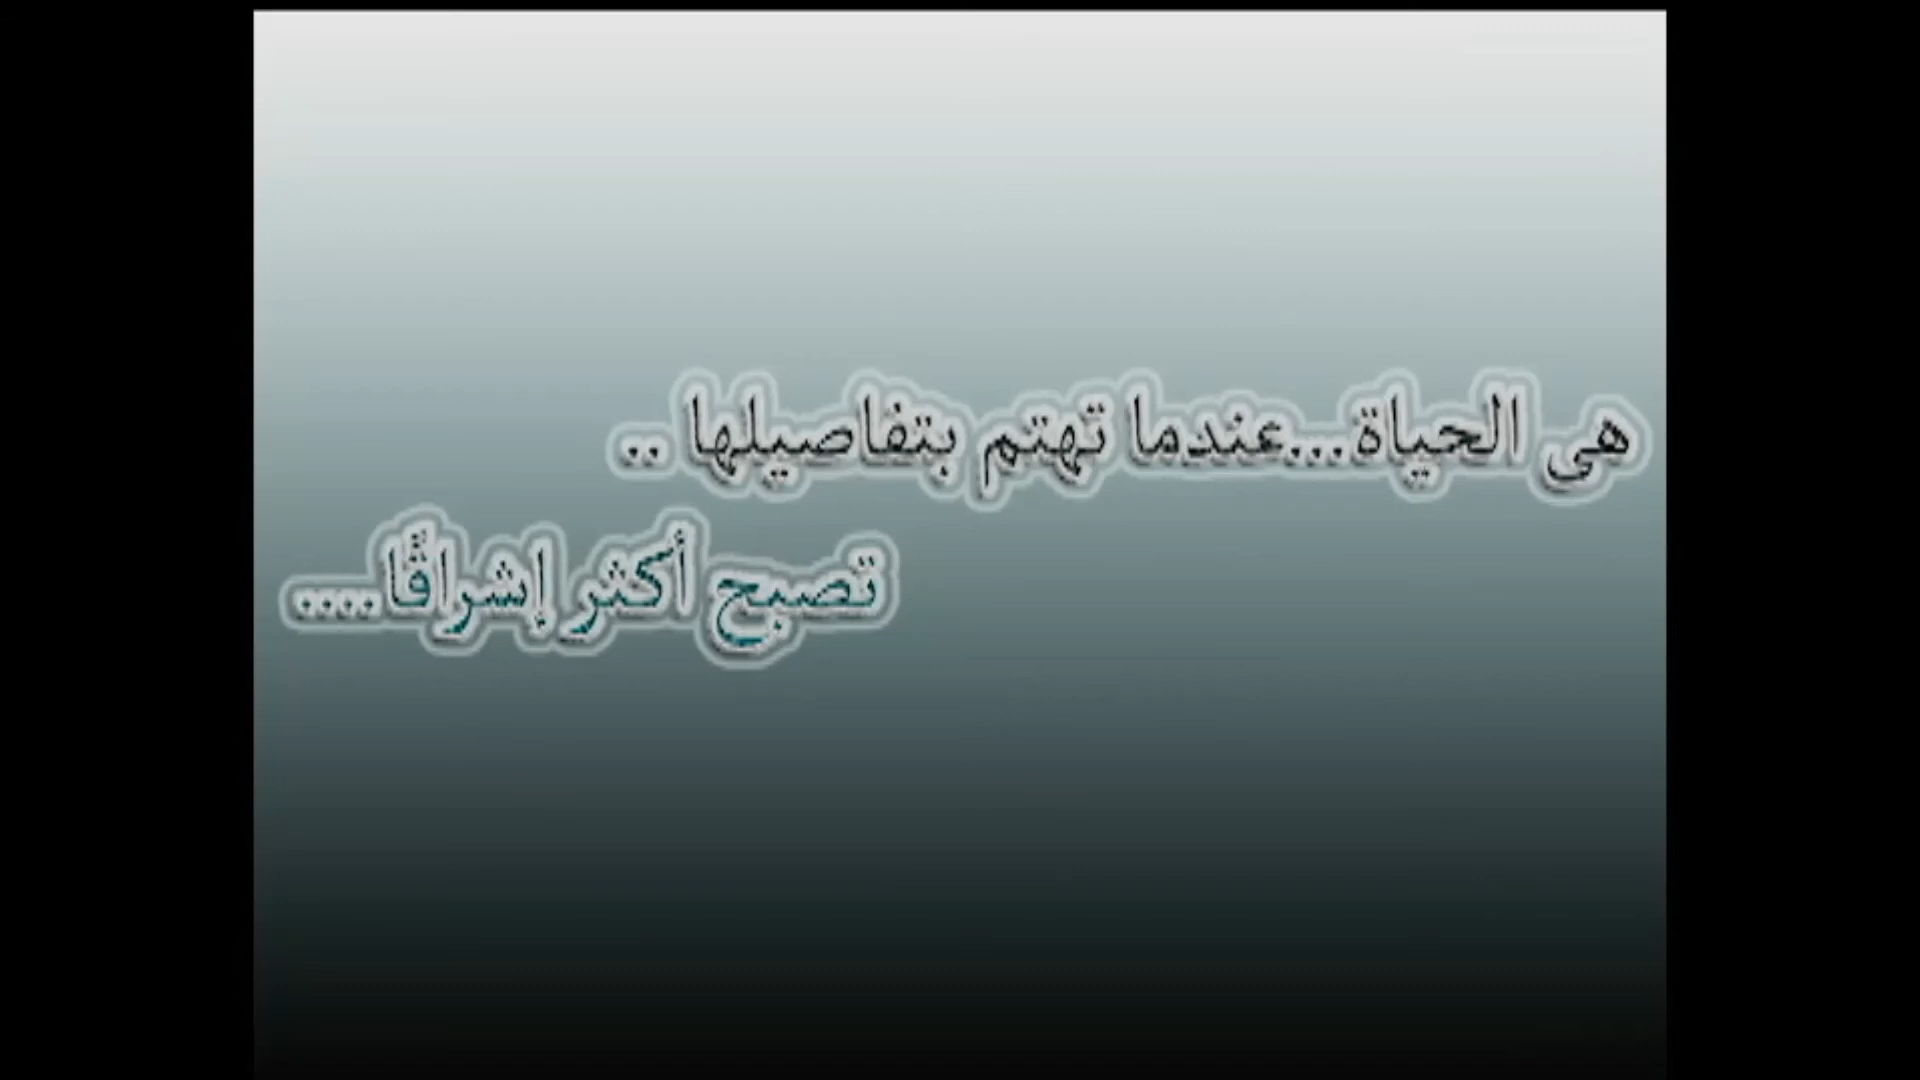 هى الحياة...عندما تهتم بتفاصيلها ..
تصبح أكثر إشراقًا....